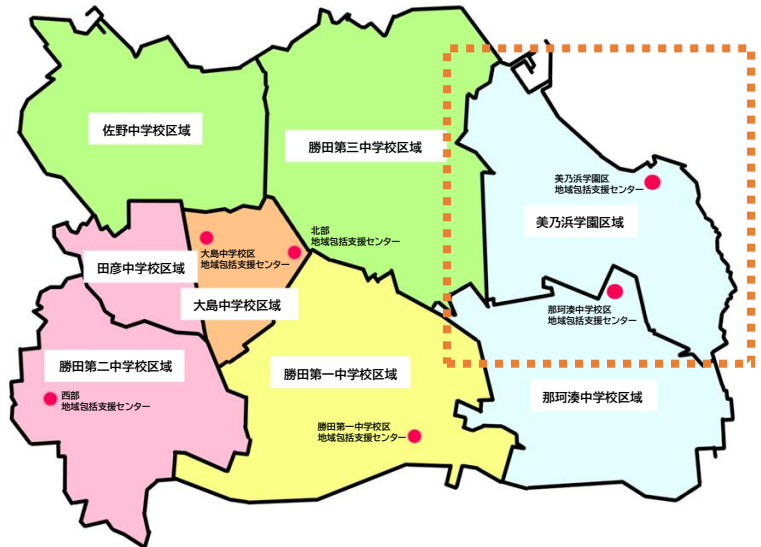 佐野中学校区域
勝田第三中学校区域
美乃浜学園区
地域包括支援センター
美乃浜学園区域
北部
地域包括支援センター
大島中学校区
地域包括支援センター
田彦中学校区域
大島中学校区域
那珂湊中学校区
地域包括支援センター
勝田第二中学校区域
勝田第一中学校区域
那珂湊中学校区域
西部
地域包括支援センター
勝田第一中学校区
地域包括支援センター